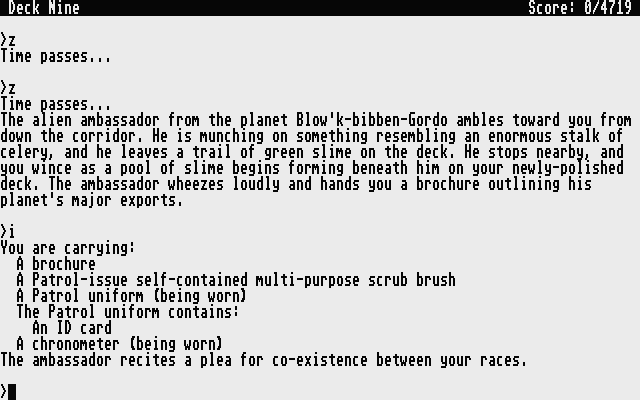 Deck Nine Score: 0/4719
>z
Time passes...
>z
Time passes...
The alien ambassador from the planet Blow'k-bibben-Gordo ambles toward you from
down the corridor. He is munching on something resembling an enormous stalk of
celery, and he leaves a trail of green slime on the deck. He stops nearby, and
you wince as a pool of slime begins forming beneath him on your newly-polished
deck. The ambassador wheezes loudly and hands you a brochure outlining his
planet's major exports.
>i
You are carrying:
A brochure
A Patrol-issue self-contained multi-purpose scrub brush
A Patrol uniform (being worn)
The Patrol uniform contains:
An ID card
A chronometer (being worn)
The ambassador recites a plea for co-existence between your races.
>